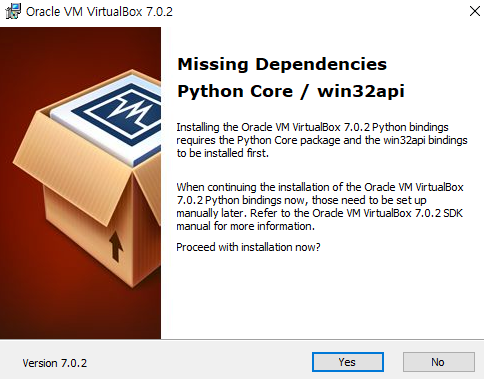 Oracle VM VirtualBox 7.0.2
Missing Dependencies
Python Core / win32api
Installing the Oracle VM VirtualBox 7.0.2 Python bindings
requires the Python Core package and the win32api bindings
to be installed first.
When continuing the installation of the Oracle VM VirtualBox
7.0.2 Python bindings now, those need to be set up
manually later. Refer to the Oracle VM VirtualBox 7.0.2 SDK
manual for more information.
Proceed with installation now?
Version 7.0.2
Yes
No